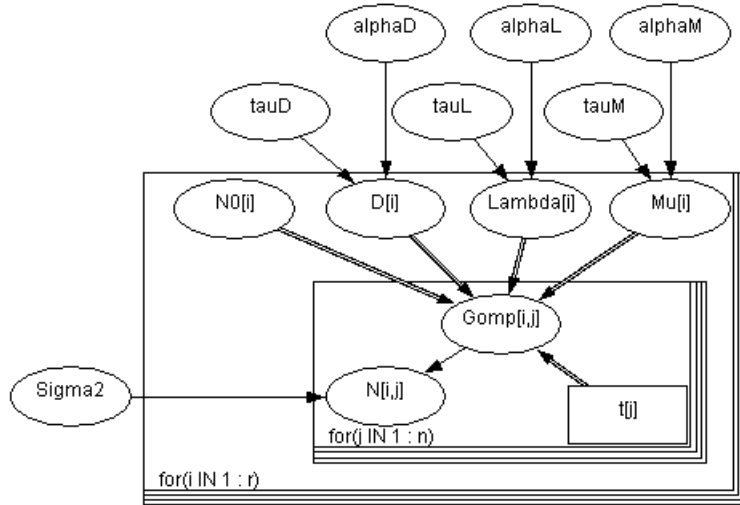 alphaD
alphaL
alphaM
tauD
tauL
tauM
N0[i]
D[i]
Lambda[i]
Mu[i]
Gomp[i,j]
Sigma2
N[i,j]
t[j]
for(j IN 1 : n)
for(i IN 1 : r)